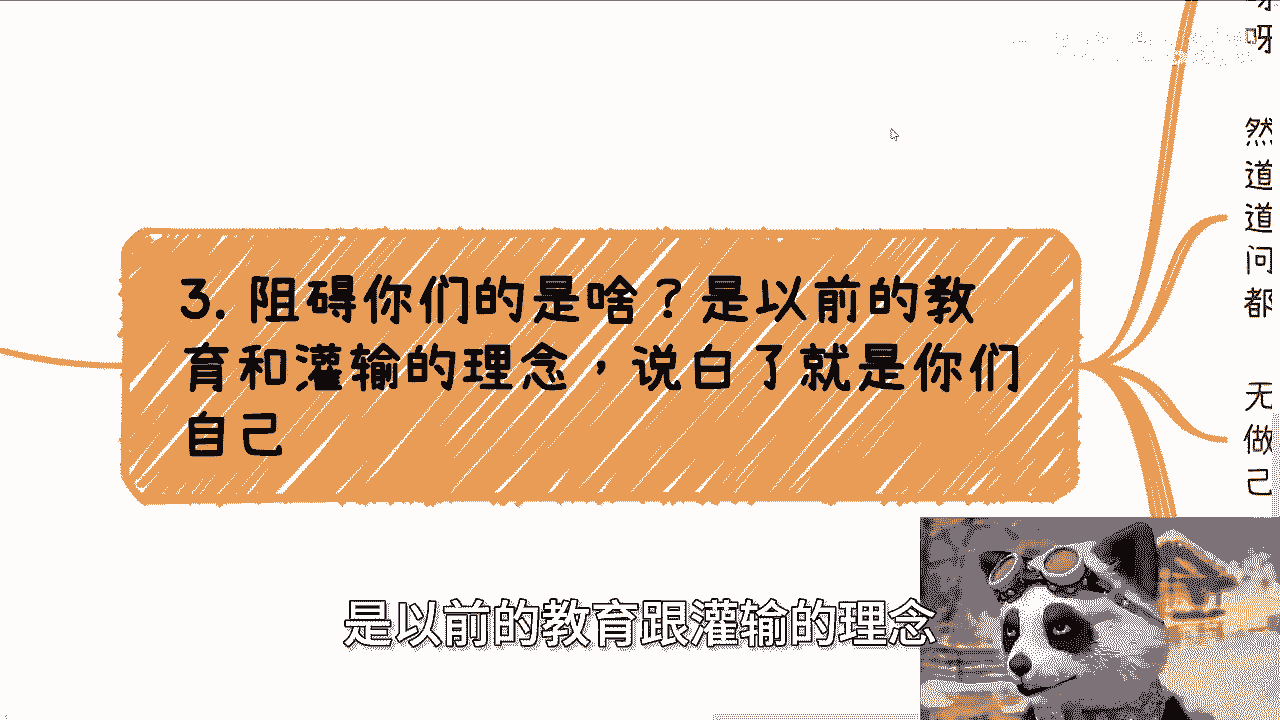 3. 阻碍你们的是啥？是以前的教
育和灌输的理念，说白了就是你们
自己
呀
然
道
道
问
都
无
做
己
是以前的教育跟灌输的理念